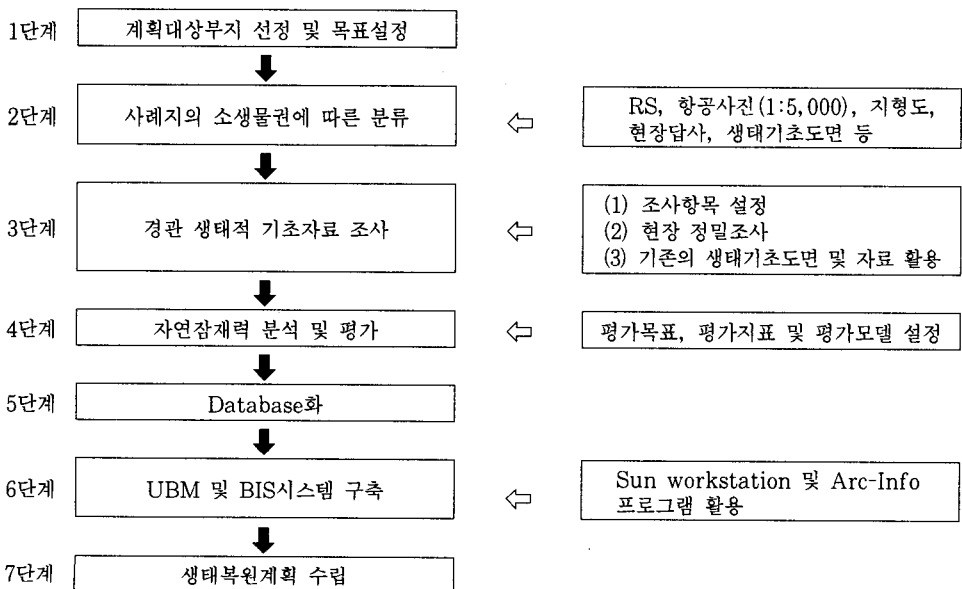 1단계 계획대상부지 선정 및 목표설정
2단계 사례지의 소생물권에 따른 분류
RS, 항공사진(1:5,000), 지형도,
현장답사, 생태기초도면 등
3단계 경관 생태적 기초자료 조사
(1) 조사항목 설정
(2) 현장 정밀조사
(3) 기존의 생태기초도면 및 자료 활용
4단계 자연잠재력 분석 및 평가
평가목표, 평가지표 및 평가모델 설정
5단계 Database화
6단계 UBM 및 BIS시스템 구축
Sun workstation 및 Arc-Info
프로그램 활용
7단계 생태복원계획 수립